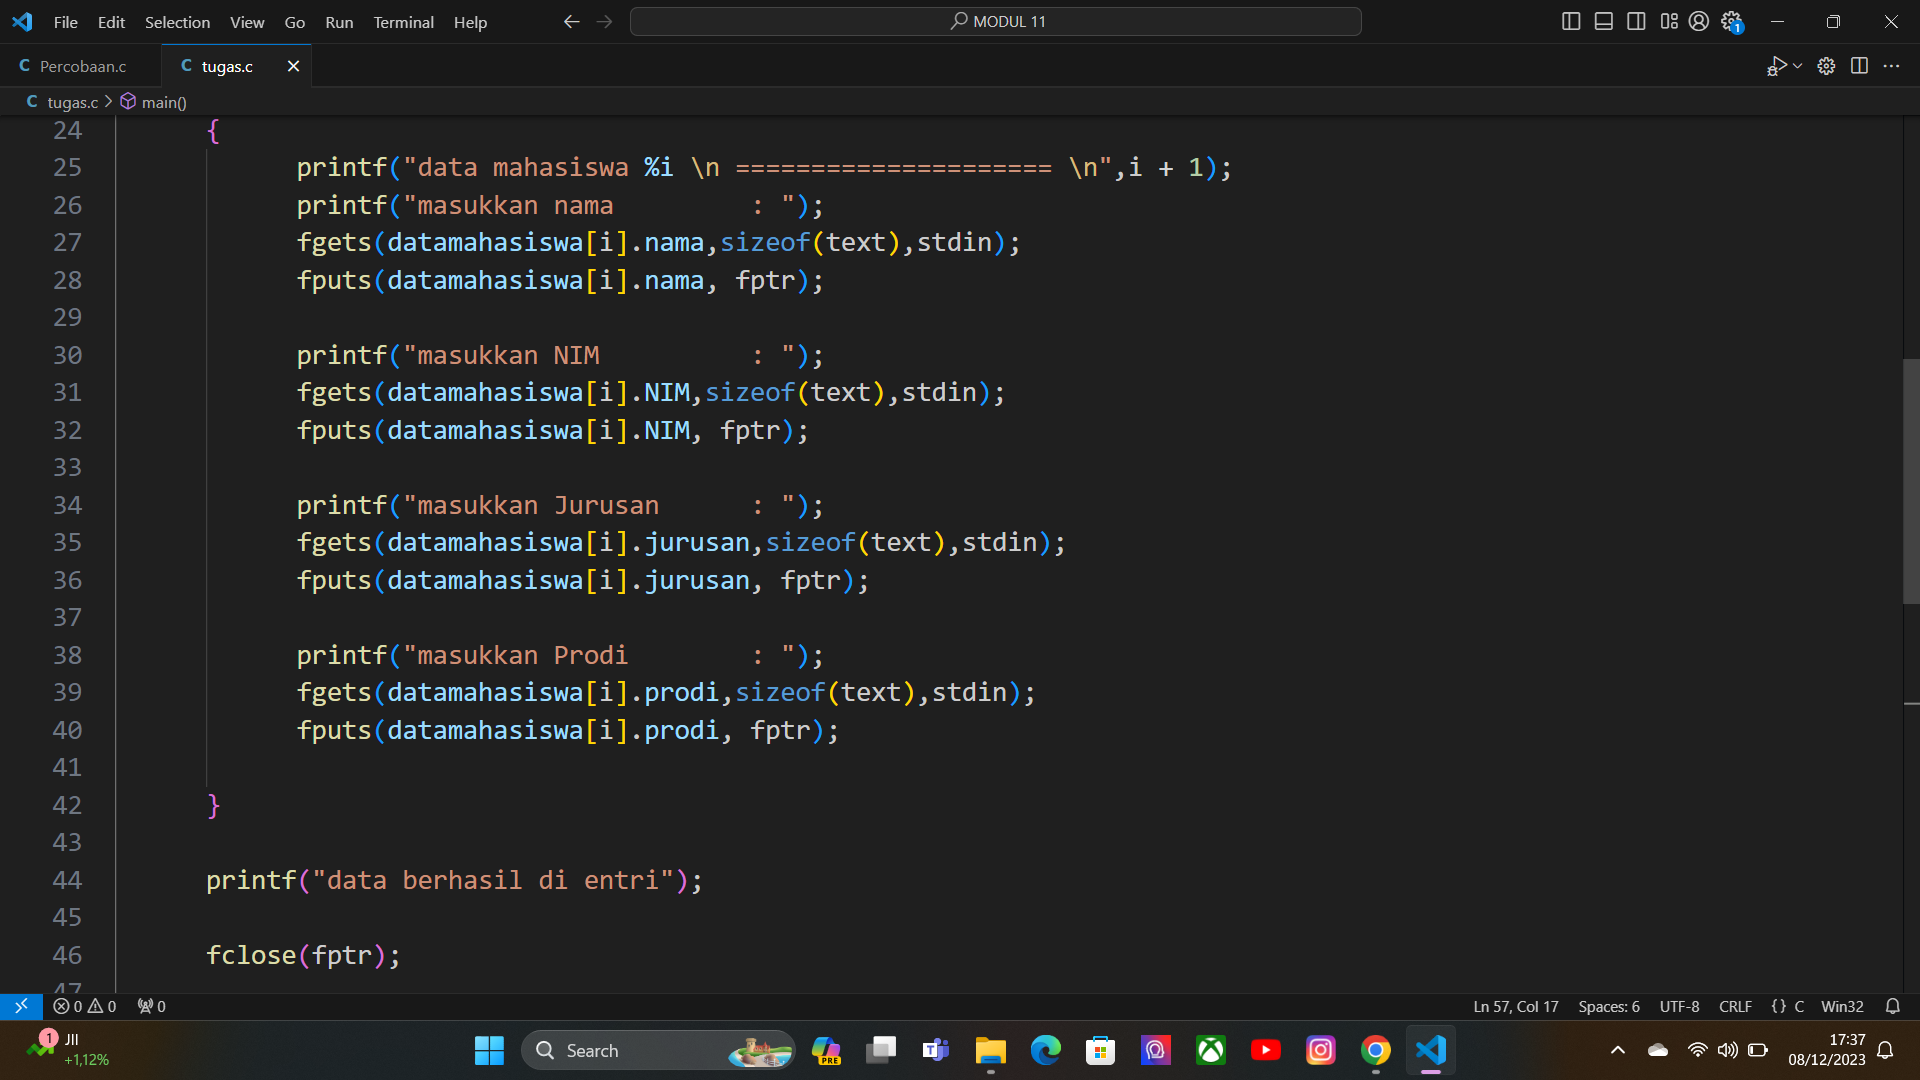 File Edit Selection View Go Run Terminal Help
MODUL 11
1
C Percobaan.c
C tugas.c
C tugas.c > main()
24 {
25 printf("data mahasiswa %i \n ===================== \n",i + 1);
26 printf("masukkan nama         : ");
27 fgets(datamahasiswa[i].nama,sizeof(text),stdin);
28 fputs(datamahasiswa[i].nama, fptr);
29
30 printf("masukkan NIM          : ");
31 fgets(datamahasiswa[i].NIM,sizeof(text),stdin);
32 fputs(datamahasiswa[i].NIM, fptr);
33
34 printf("masukkan Jurusan      : ");
35 fgets(datamahasiswa[i].jurusan,sizeof(text),stdin);
36 fputs(datamahasiswa[i].jurusan, fptr);
37
38 printf("masukkan Prodi        : ");
39 fgets(datamahasiswa[i].prodi,sizeof(text),stdin);
40 fputs(datamahasiswa[i].prodi, fptr);
41
42 }
43
44 printf("data berhasil di entri");
45
46 fclose(fptr);
47
0 0 0
Ln 57, Col 17 Spaces: 6 UTF-8 CRLF {} C Win32
1 JII
+1,12%
Search
PRE
17:37
08/12/2023